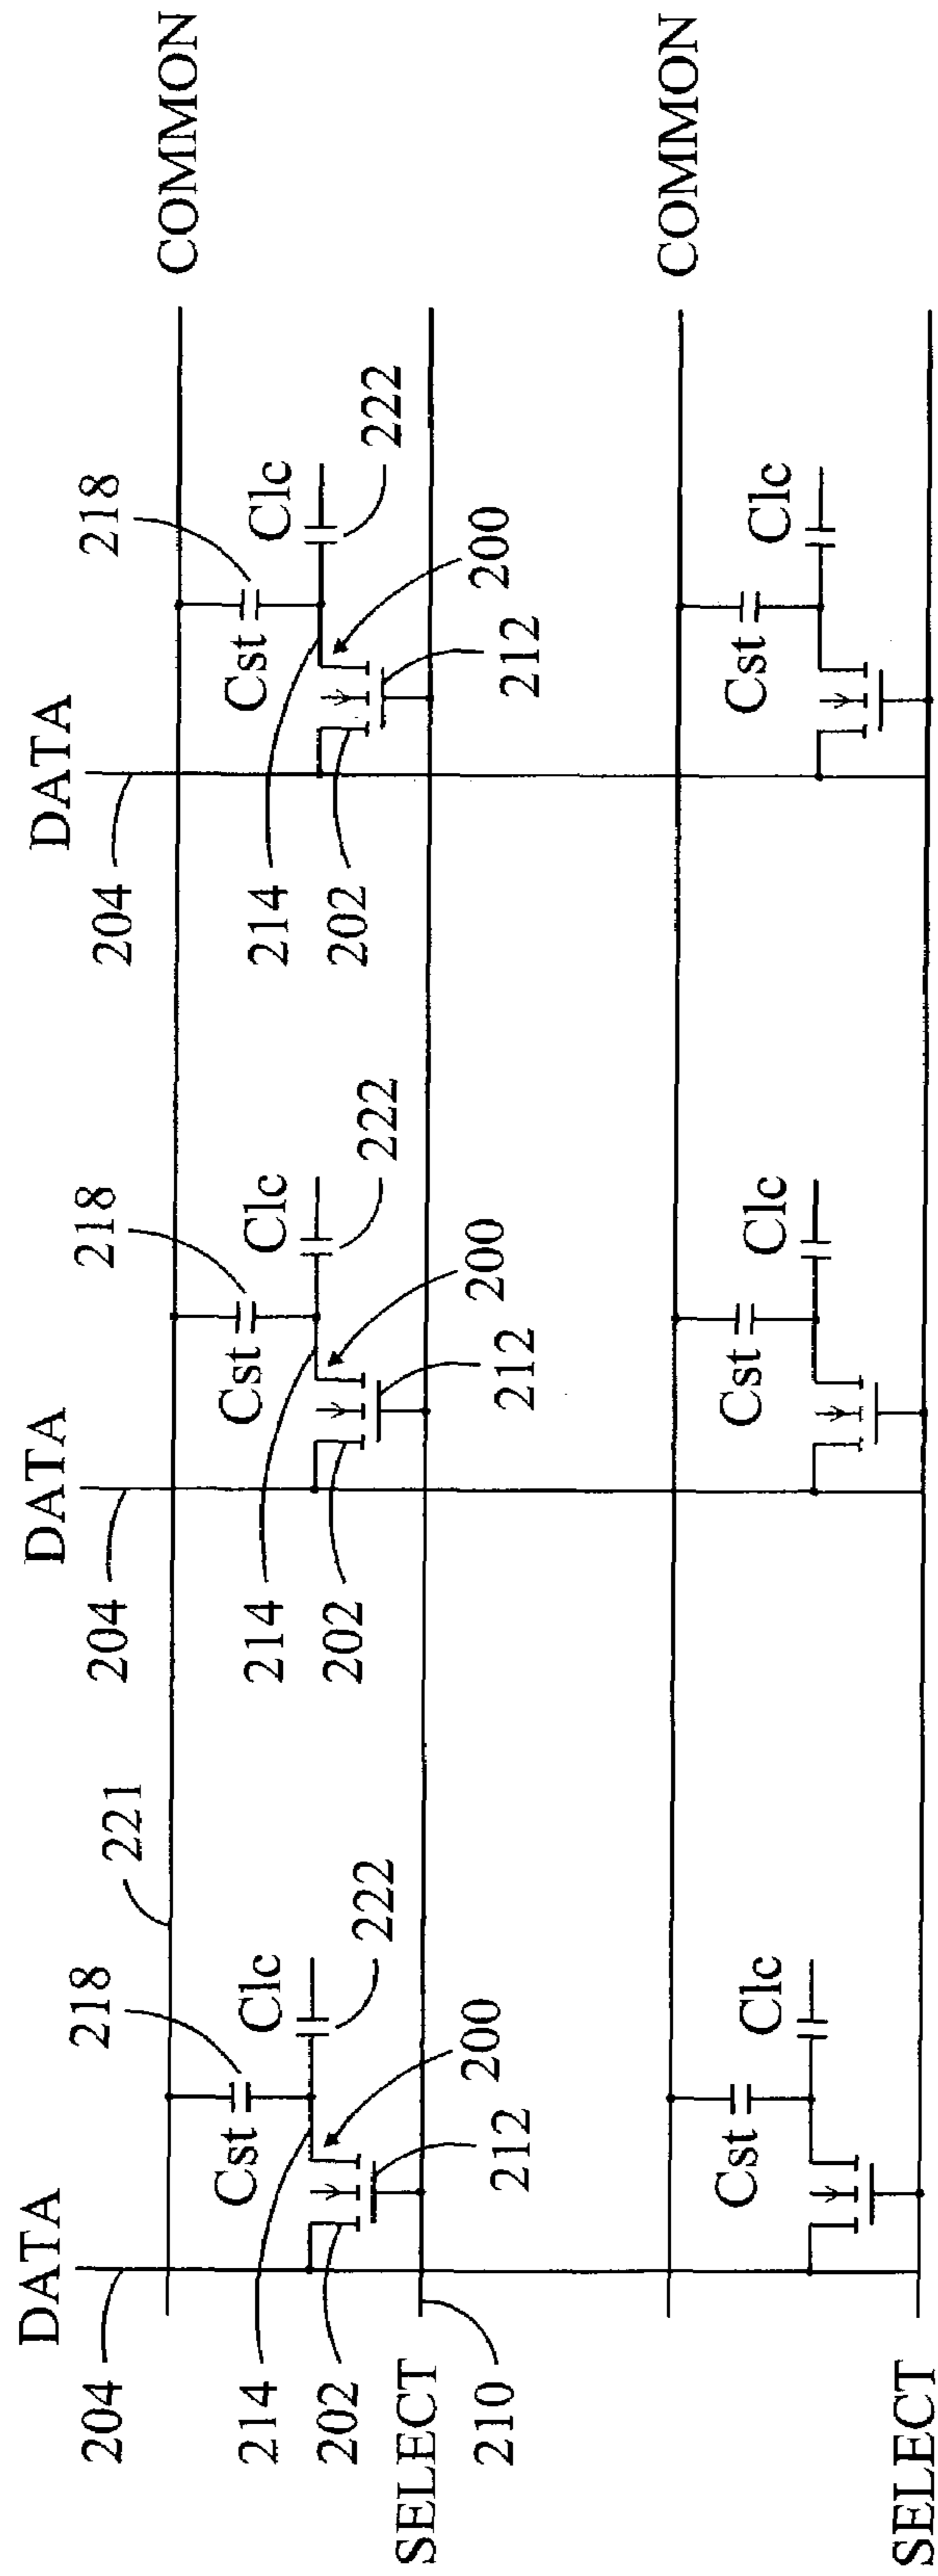 DATA DATA DATA
204 218 221 204 218 204 218
COMMON
Cst Clc Cst Clc Cst Clc
214 214 214
202 222 202 222 202 222
SELECT
200 200 200
210 212 212 212
COMMON
Cst Clc Cst Clc Cst Clc
SELECT